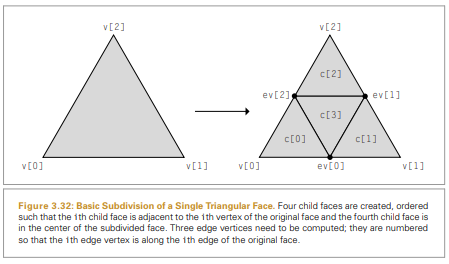 v[2]
v[2]
c[2]
ev[2]
ev[1]
c[3]
c[0]
c[1]
v[0]
v[1]
v[0]
ev[0]
v[1]
Figure 3.32: Basic Subdivision of a Single Triangular Face. Four child faces are created, ordered
such that the ith child face is adjacent to the ith vertex of the original face and the fourth child face is
in the center of the subdivided face. Three edge vertices need to be computed; they are numbered
so that the ith edge vertex is along the ith edge of the original face.